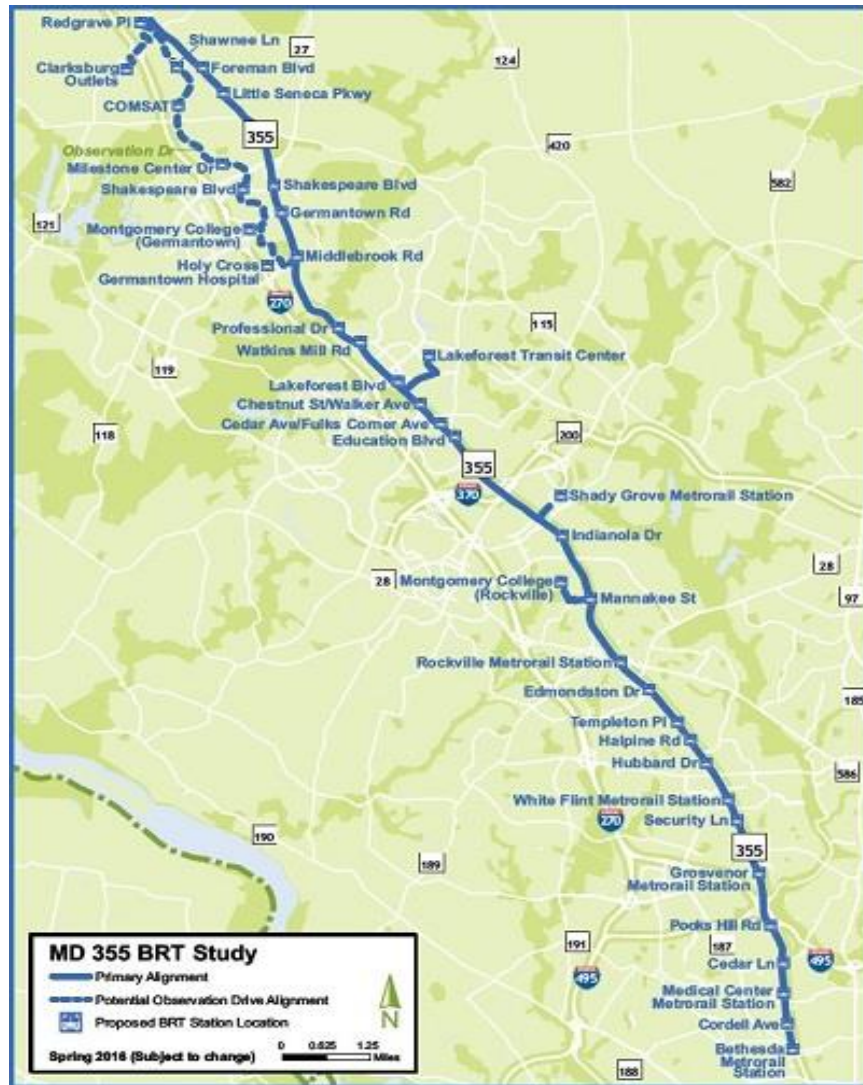 Redgrave Pl
Shawnee Ln
27
124
Clarksburg
Outlets
Foreman Blvd
Little Seneca Pkwy
COMSAT
355
420
Observation Dr
Milestone Center Dr
Shakespeare Blvd
Shakespeare Blvd
582
Germantown Rd
121
Montgomery College
(Germantown)
Middlebrook Rd
Holy Cross
Germantown Hospital
270
Professional Dr
115
Watkins Mill Rd
Lakeforest Transit Center
119
Lakeforest Blvd
Chestnut St/Walker Ave
Cedar Ave/Fulks Corner Ave
118
Education Blvd
200
355
370
Shady Grove Metrorail Station
Indianola Dr
28
28
Montgomery College
(Rockville)
97
Mannakee St
Rockville Metrorail Station
Edmondston Dr
185
Templeton Pl
Halpine Rd
Hubbard Dr
586
White Flint Metrorail Station
270
Security Ln
190
355
189
Grosvenor
Metrorail Station
Pooks Hill Rd
191
187
495
495
Cedar Ln
Medical Center
Metrorail Station
Cordell Ave
Bethesda
Metrorail
Station
188
MD 355 BRT Study
Primary Alignment
Potential Observation Drive Alignment
Proposed BRT Station Location
N
0 0.625 1.25
Miles
Spring 2016 (Subject to change)